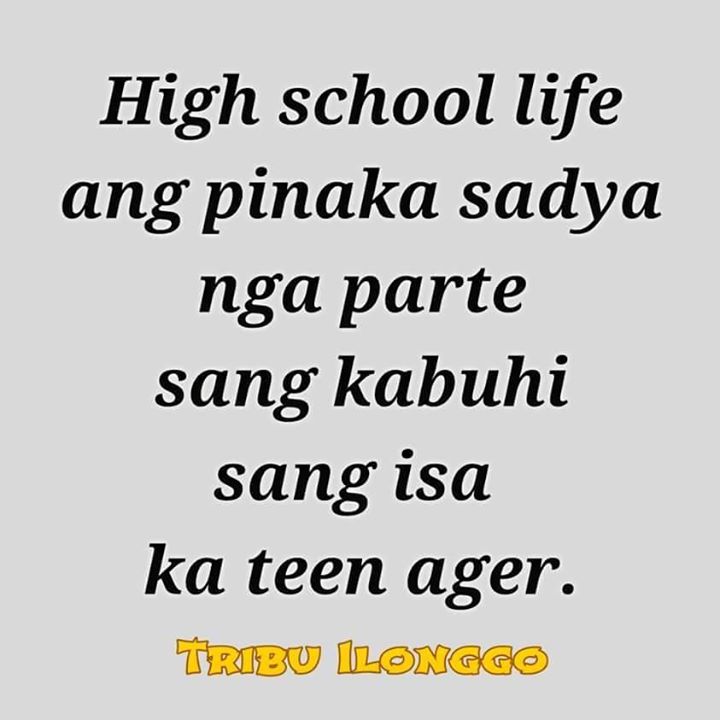 High school life
ang pinaka sadya
nga parte
sang kabuhi
sang isa
ka teen ager.
TRIBU ILONGGO